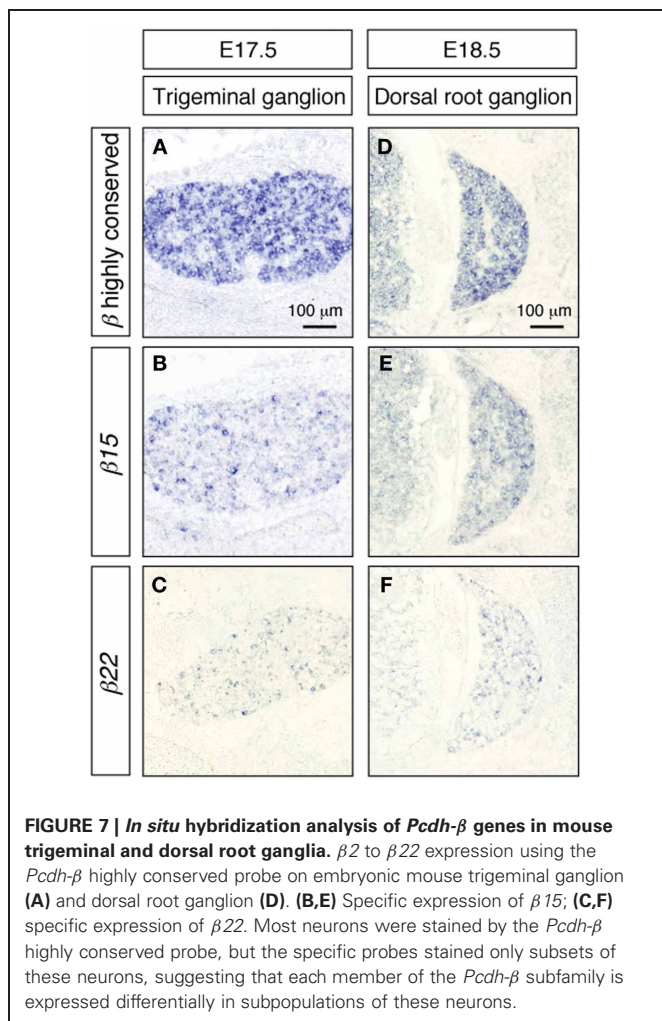 E17.5
E18.5
Trigeminal ganglion
Dorsal root ganglion
β highly conserved
A
100 μm
D
100 μm
β15
B
E
β22
C
F
FIGURE 7 | In situ hybridization analysis of Pcdh-β genes in mouse
trigeminal and dorsal root ganglia. β2 to β22 expression using the
Pcdh-β highly conserved probe on embryonic mouse trigeminal ganglion
(A) and dorsal root ganglion (D). (B,E) Specific expression of β15; (C,F)
specific expression of β22. Most neurons were stained by the Pcdh-β
highly conserved probe, but the specific probes stained only subsets of
these neurons, suggesting that each member of the Pcdh-β subfamily is
expressed differentially in subpopulations of these neurons.